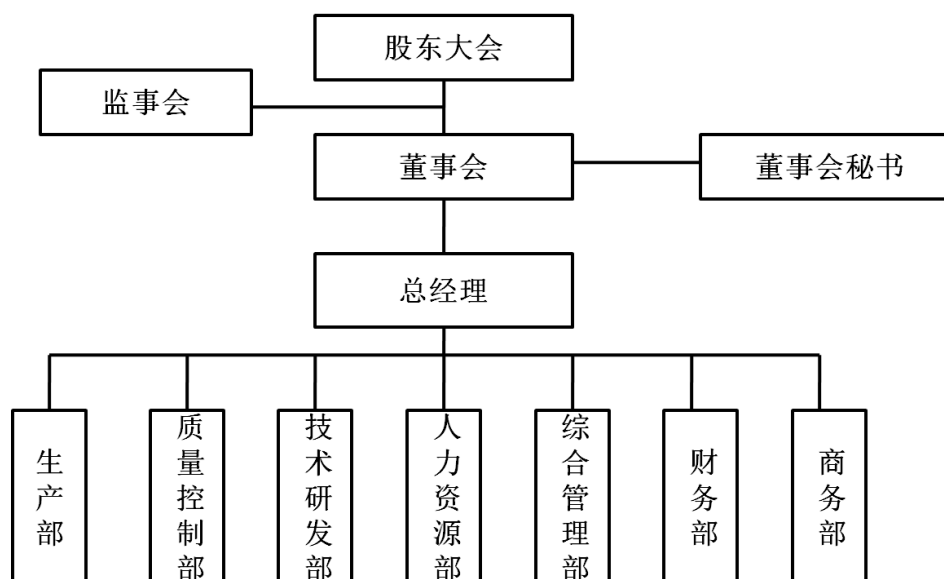 股东大会
监事会
董事会
董事会秘书
总经理
生产部
质量控制部
技术研发部
人力资源部
综合管理部
财务部
商务部